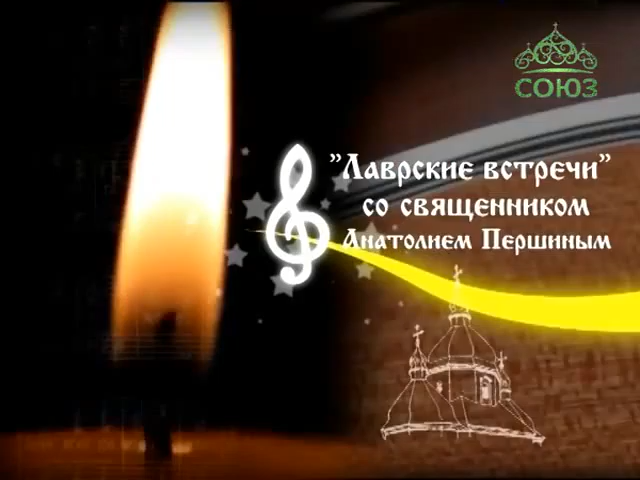 СОЮЗ
"Лаврские встречи"
со священником
Анатолием Першиным